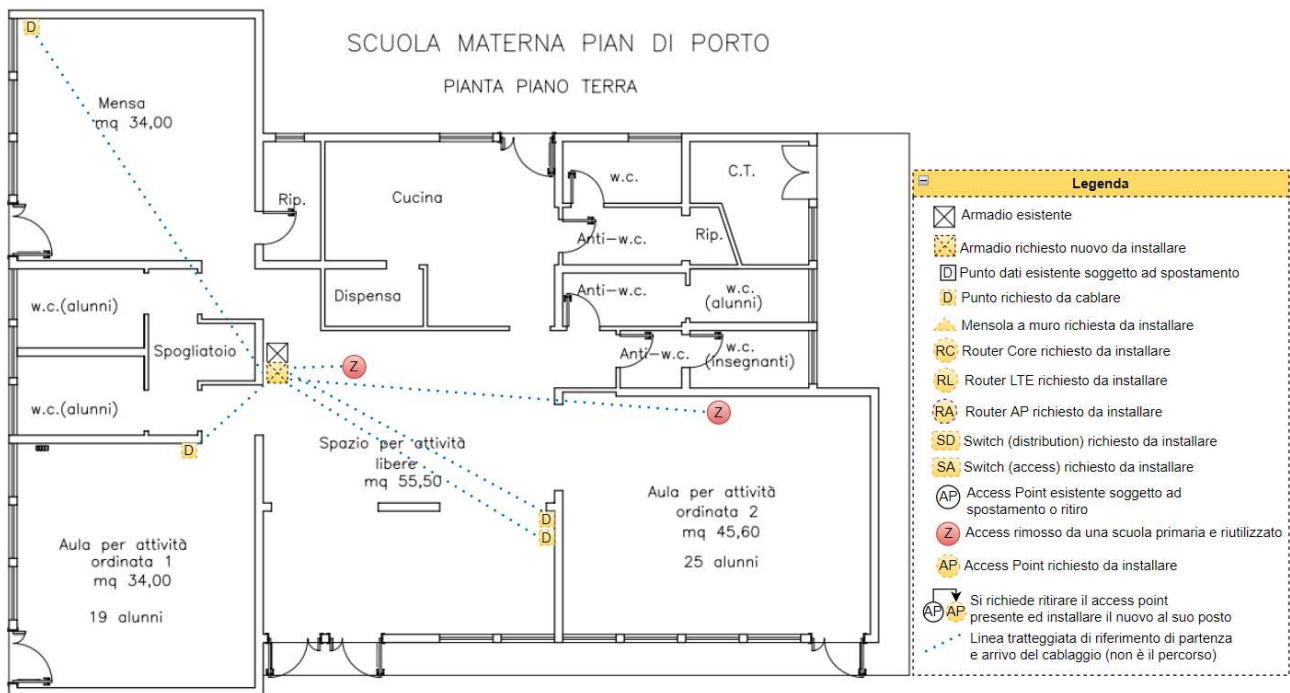 SCUOLA MATERNA PIAN DI PORTO
PIANTA PIANO TERRA
D
Mensa
mq 34,00
Rip.
Cucina
w.c.
C.T.
Anti-w.c.
Rip.
Dispensa
Anti-w.c.
w.c.
(alunni)
w.c.(alunni)
Spogliatoio
Anti-w.c.
w.c.
(insegnanti)
Z
Z
w.c.(alunni)
D
Spazio per attività
libere
mq 55,50
D
D
Aula per attività
ordinata 2
mq 45,60
25 alunni
Aula per attività
ordinata 1
mq 34,00
19 alunni
Legenda
Armadio esistente
Armadio richiesto nuovo da installare
D Punto dati esistente soggetto ad spostamento
D Punto richiesto da cablare
Mensola a muro richiesta da installare
RC Router Core richiesto da installare
RL Router LTE richiesto da installare
RA Router AP richiesto da installare
SD Switch (distribution) richiesto da installare
SA Switch (access) richiesto da installare
AP Access Point esistente soggetto ad
spostamento o ritiro
Z Access rimosso da una scuola primaria e riutilizzato
AP Access Point richiesto da installare
AP AP Si richiede ritirare il access point
presente ed installare il nuovo al suo posto
Linea tratteggiata di riferimento di partenza
e arrivo del cablaggio (non è il percorso)